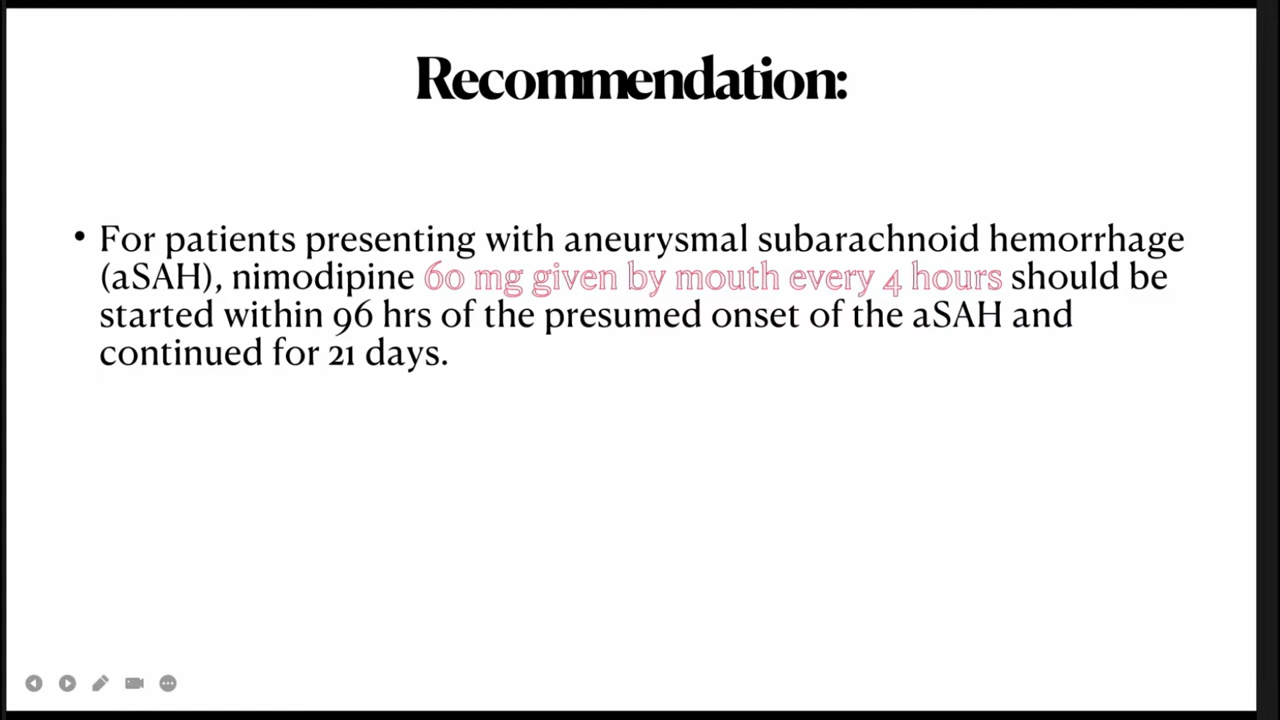 Recommendation:
• For patients presenting with aneurysmal subarachnoid hemorrhage
(aSAH), nimodipine 60 mg given by mouth every 4 hours should be
started within 96 hrs of the presumed onset of the aSAH and
continued for 21 days.